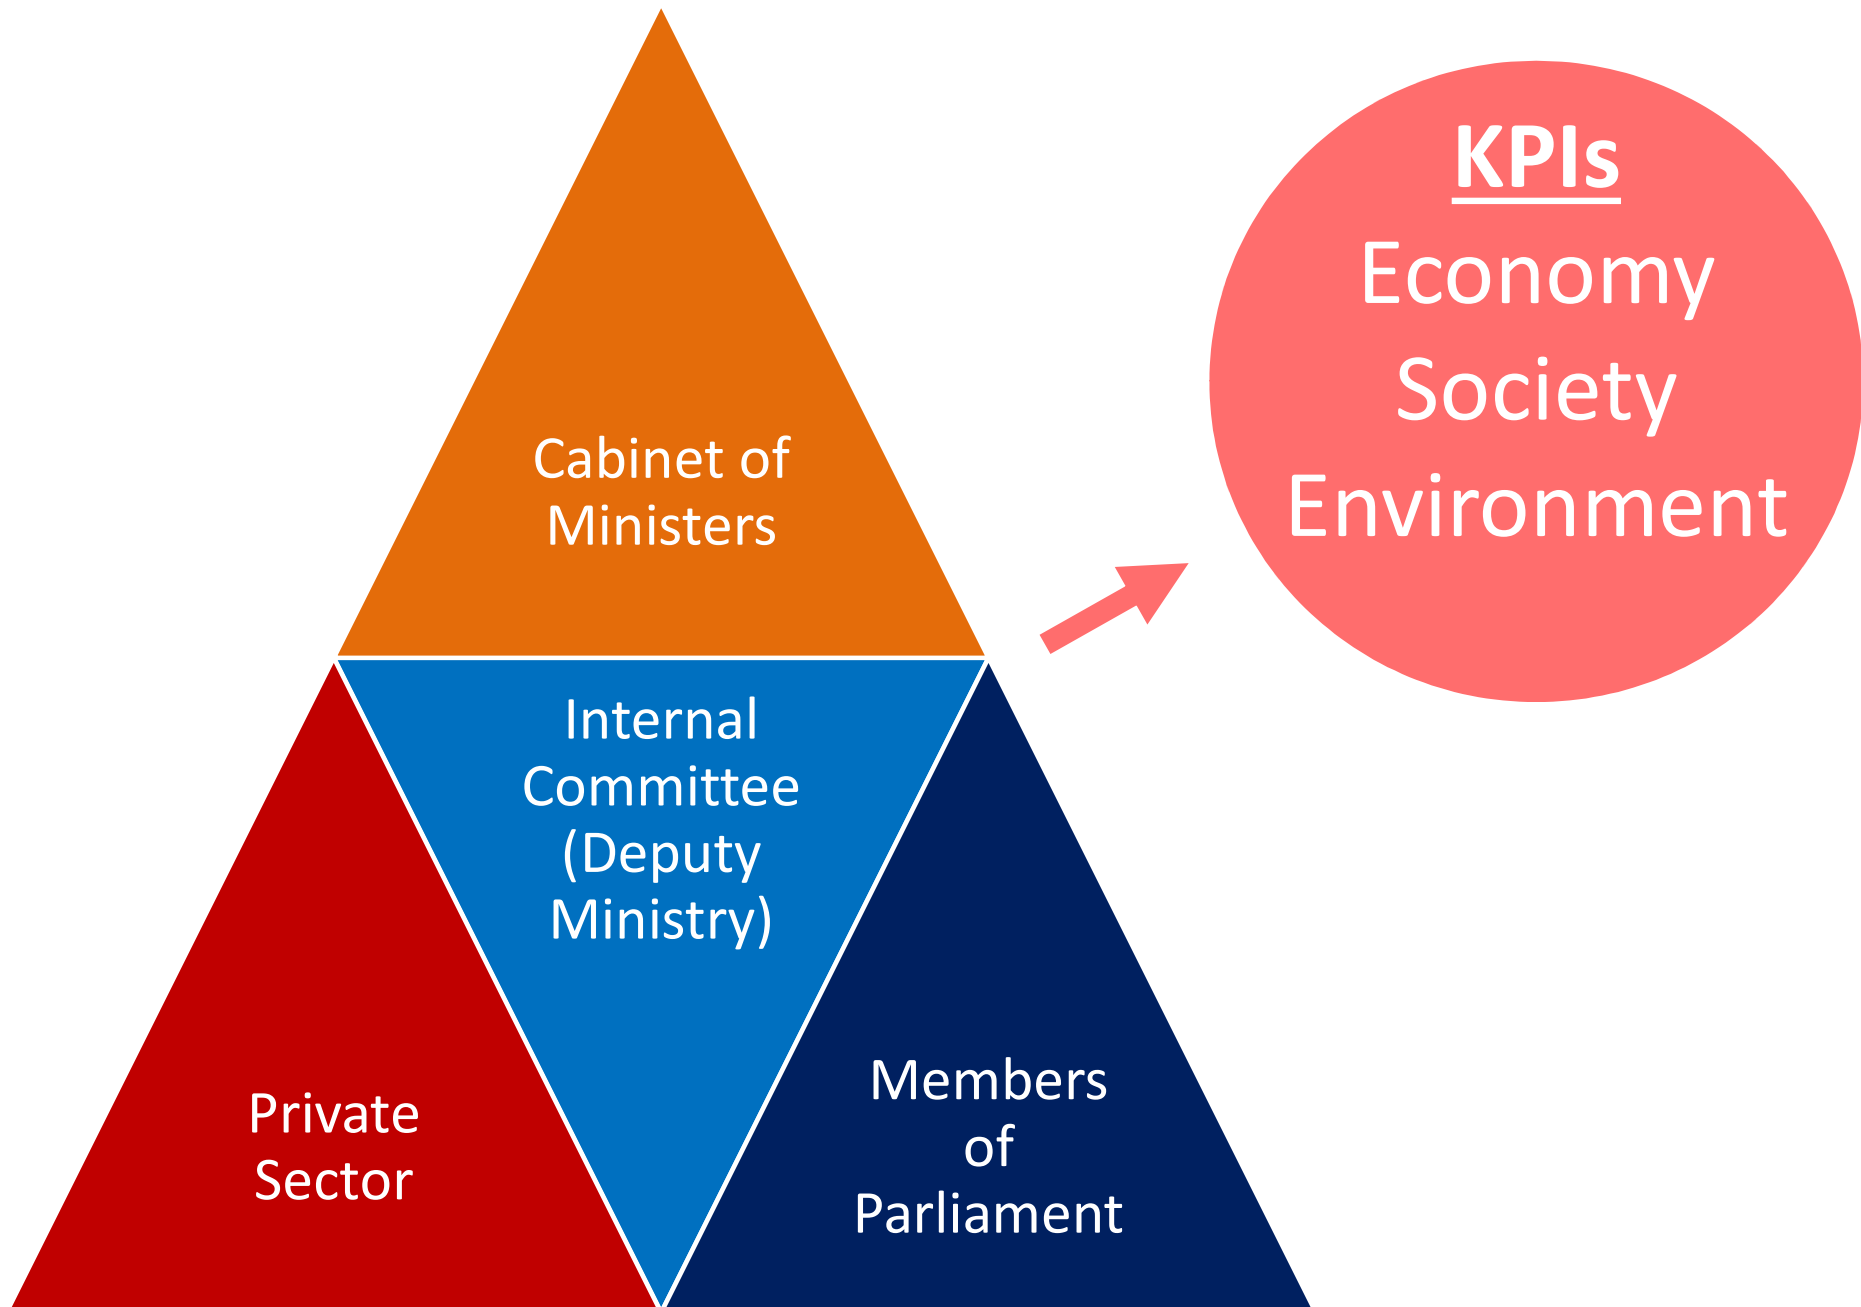 KPIs
Economy
Society
Environment
Cabinet of
Ministers
Internal
Committee
(Deputy
Ministry)
Private
Sector
Members
of
Parliament